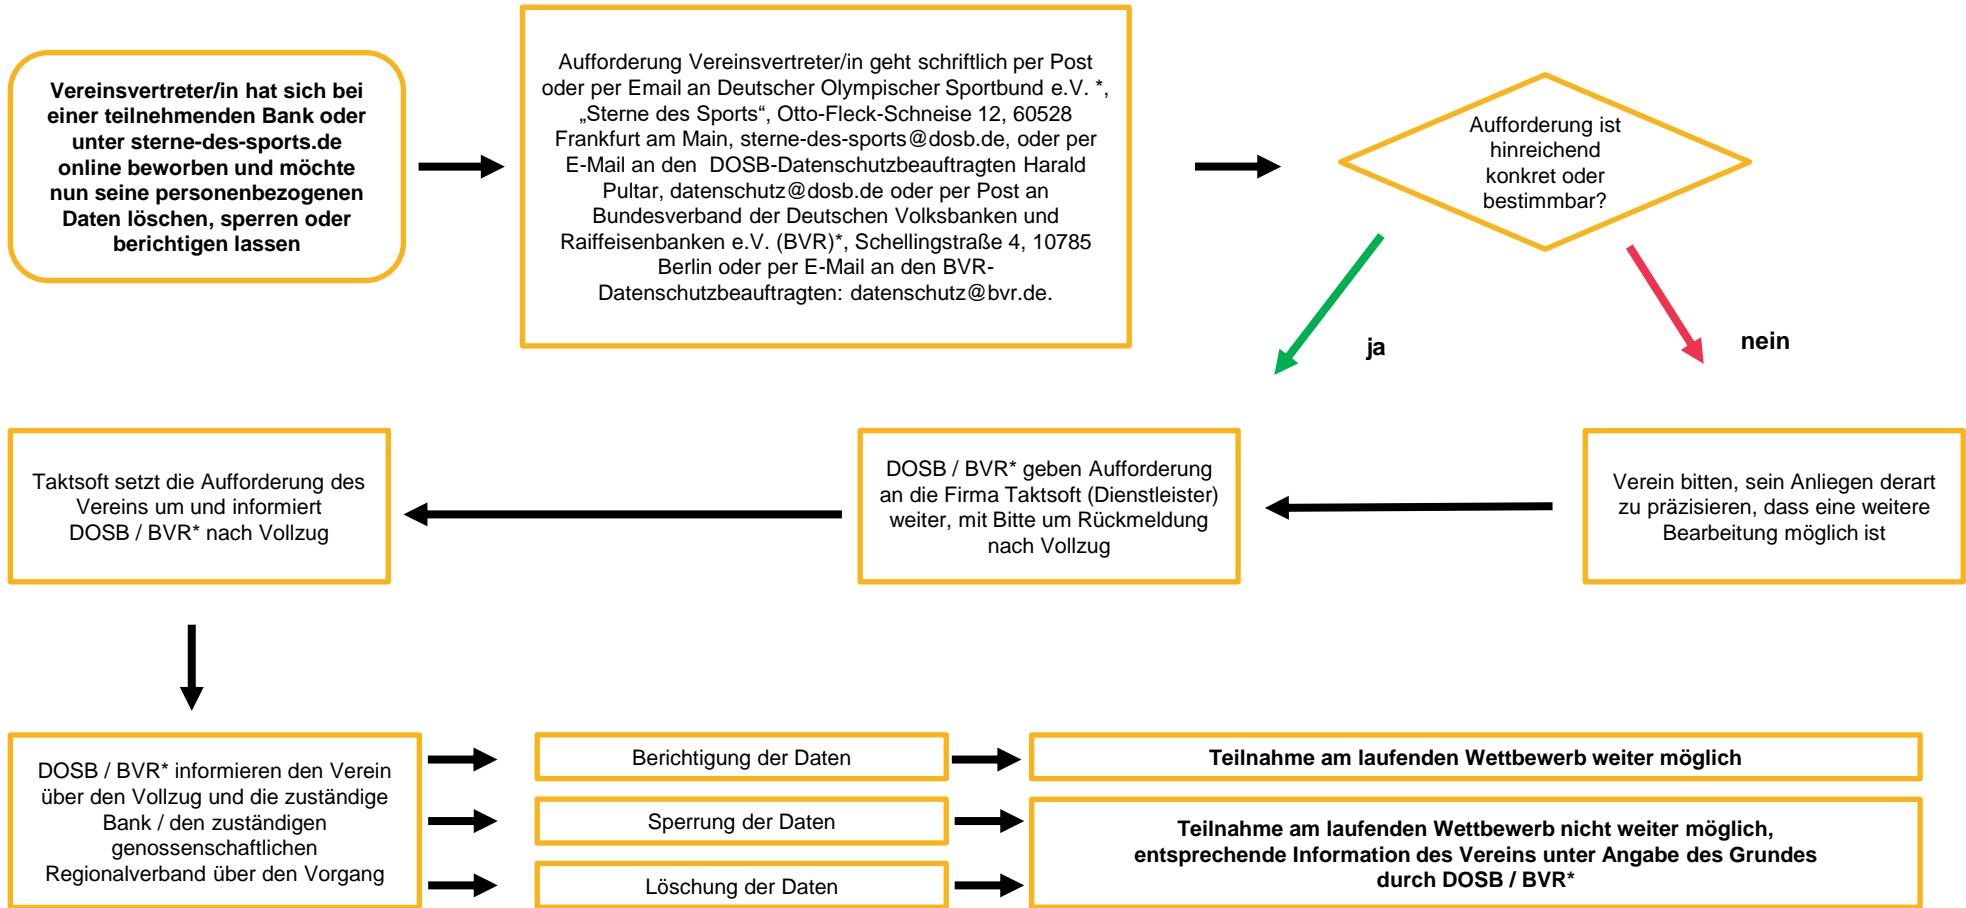 Vereinsvertreter/in hat sich bei
einer teilnehmenden Bank oder
unter sterne-des-sports.de
online beworben und möchte
nun seine personenbezogenen
Daten löschen, sperren oder
berichtigen lassen
Aufforderung Vereinsvertreter/in geht schriftlich per Post
oder per Email an Deutscher Olympischer Sportbund e.V. *,
„Sterne des Sports“, Otto-Fleck-Schneise 12, 60528
Frankfurt am Main, sterne-des-sports@dosb.de, oder per
E-Mail an den DOSB-Datenschutzbeauftragten Harald
Pultar, datenschutz@dosb.de oder per Post an
Bundesverband der Deutschen Volksbanken und
Raiffeisenbanken e.V. (BVR)*, Schellingstraße 4, 10785
Berlin oder per E-Mail an den BVR-
Datenschutzbeauftragten: datenschutz@bvr.de.
Aufforderung ist
hinreichend
konkret oder
bestimmbar?
ja
nein
Taktsoft setzt die Aufforderung des
Vereins um und informiert
DOSB / BVR* nach Vollzug
DOSB / BVR* geben Aufforderung
an die Firma Taktsoft (Dienstleister)
weiter, mit Bitte um Rückmeldung
nach Vollzug
Verein bitten, sein Anliegen derart
zu präzisieren, dass eine weitere
Bearbeitung möglich ist
DOSB / BVR* informieren den Verein
über den Vollzug und die zuständige
Bank / den zuständigen
genossenschaftlichen
Regionalverband über den Vorgang
Berichtigung der Daten
Teilnahme am laufenden Wettbewerb weiter möglich
Sperrung der Daten
Löschung der Daten
Teilnahme am laufenden Wettbewerb nicht weiter möglich,
entsprechende Information des Vereins unter Angabe des Grundes
durch DOSB / BVR*